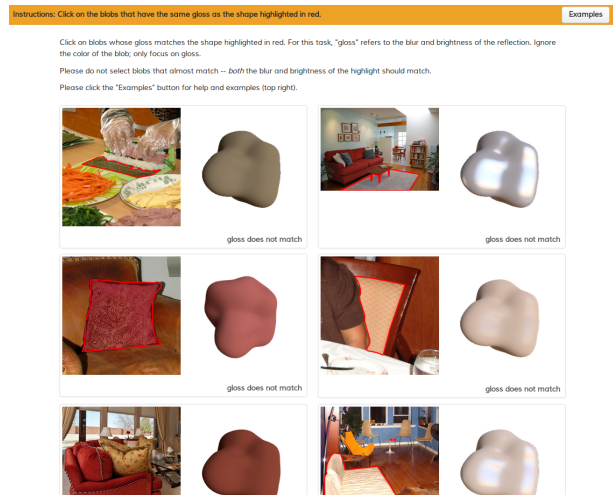 Instructions: Click on the blobs that have the same gloss as the shape highlighted in red.
Examples
Click on blobs whose gloss matches the shape highlighted in red. For this task, "gloss" refers to the blur and brightness of the reflection. Ignore
the color of the blob; only focus on gloss.
Please do not select blobs that almost match -- both the blur and brightness of the highlight should match.
Please click the "Examples" button for help and examples (top right).
gloss does not match
gloss does not match
gloss does not match
gloss does not match